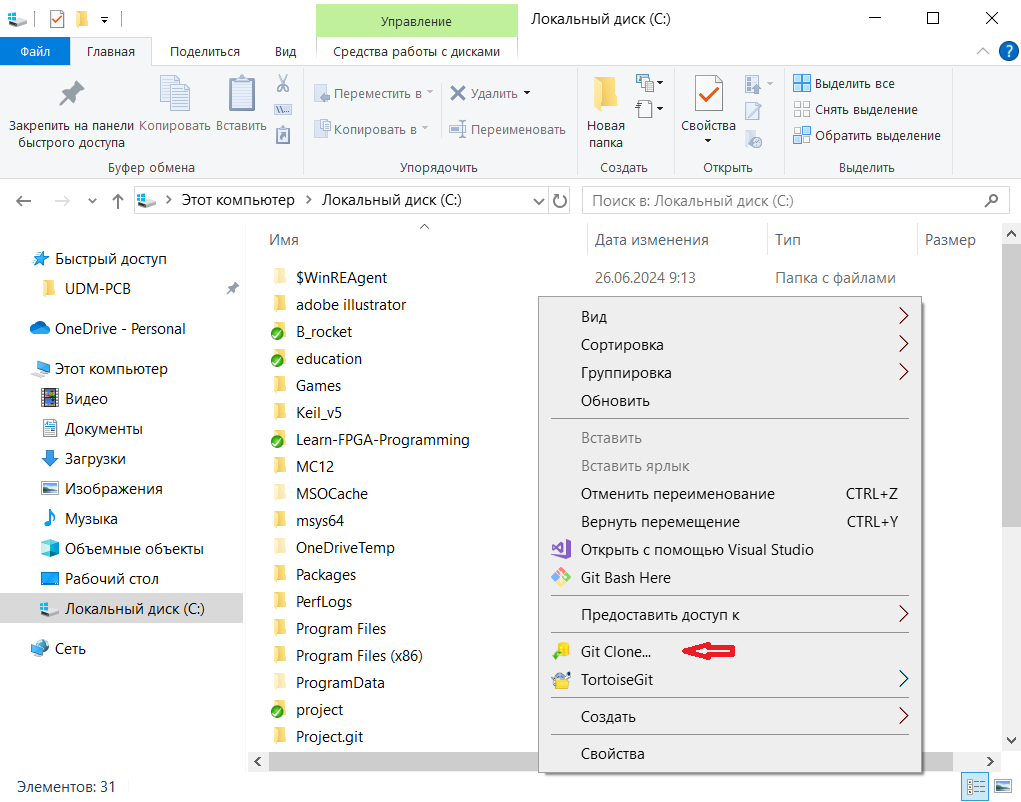 Управление
Локальный диск (C:)
Файл
Главная
Поделиться
Вид
Средства работы с дисками
Закрепить на панели
быстрого доступа
Копировать
Вставить
Буфер обмена
Переместить в
Копировать в
Удалить
Переименовать
Упорядочить
Новая
папка
Создать
Свойства
Открыть
Выделить все
Снять выделение
Обратить выделение
Выделить
Этот компьютер
Локальный диск (C:)
Поиск в: Локальный диск (C:)
Быстрый доступ
UDM-PCB
OneDrive - Personal
Этот компьютер
Видео
Документы
Загрузки
Изображения
Музыка
Объемные объекты
Рабочий стол
Локальный диск (C:)
Сеть
Имя
Дата изменения
Тип
Размер
$WinREAgent
26.06.2024 9:13
Папка с файлами
adobe illustrator
B_rocket
education
Games
Keil_v5
Learn-FPGA-Programming
MC12
MSOCache
msys64
OneDriveTemp
Packages
PerfLogs
Program Files
Program Files (x86)
ProgramData
project
Project.git
Вид
Сортировка
Группировка
Обновить
Вставить
Вставить ярлык
Отменить переименование CTRL+Z
Вернуть перемещение CTRL+Y
Открыть с помощью Visual Studio
Git Bash Here
Предоставить доступ к
Git Clone...
TortoiseGit
Создать
Свойства
Элементов: 31